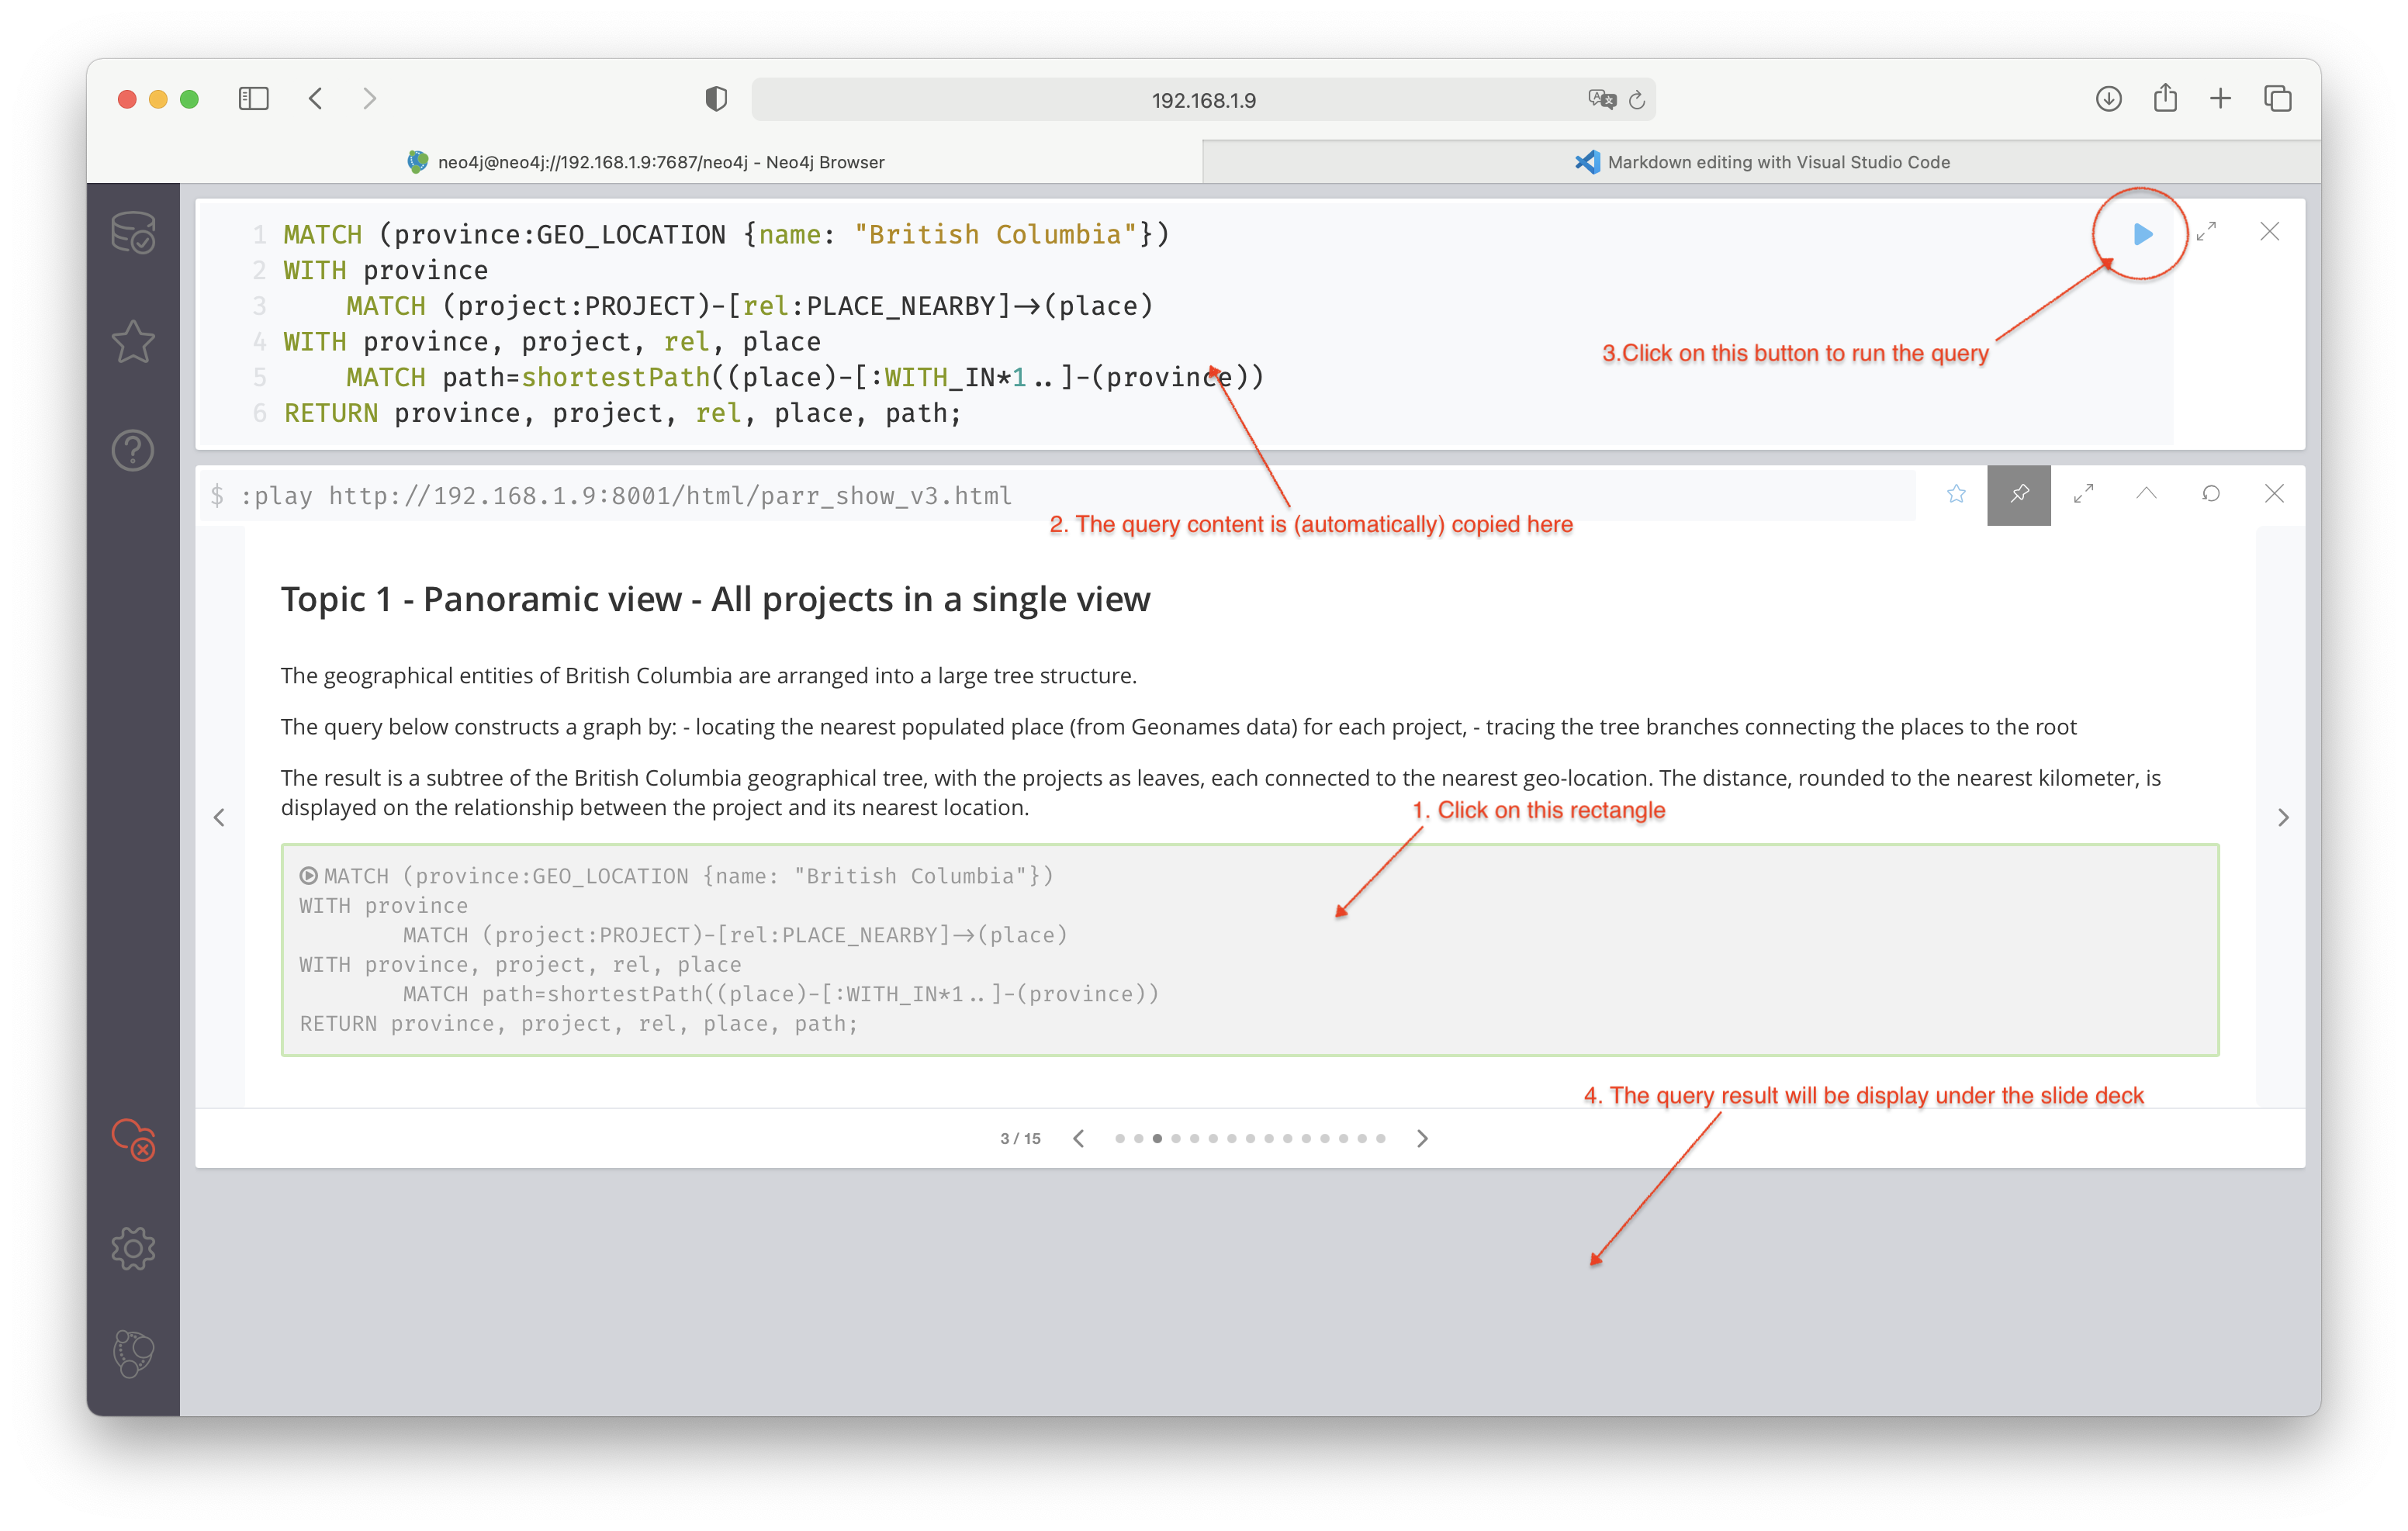 192.168.1.9
neo4j@neo4j://192.168.1.9:7687/neo4j - Neo4j Browser
Markdown editing with Visual Studio Code
1 MATCH (province:GEO_LOCATION {name: "British Columbia"})
2 WITH province
3 MATCH (project:PROJECT)-[rel:PLACE_NEARBY]->(place)
4 WITH province, project, rel, place
5 MATCH path=shortestPath((place)-[:WITH_IN*1..]-(province))
6 RETURN province, project, rel, place, path;
3.Click on this button to run the query
$ :play http://192.168.1.9:8001/html/parr_show_v3.html
2. The query content is (automatically) copied here
Topic 1 - Panoramic view - All projects in a single view
The geographical entities of British Columbia are arranged into a large tree structure.
The query below constructs a graph by: - locating the nearest populated place (from Geonames data) for each project, - tracing the tree branches connecting the places to the root
The result is a subtree of the British Columbia geographical tree, with the projects as leaves, each connected to the nearest geo-location. The distance, rounded to the nearest kilometer, is
displayed on the relationship between the project and its nearest location.
1. Click on this rectangle
MATCH (province:GEO_LOCATION {name: "British Columbia"})
WITH province
MATCH (project:PROJECT)-[rel:PLACE_NEARBY]->(place)
WITH province, project, rel, place
MATCH path=shortestPath((place)-[:WITH_IN*1..]-(province))
RETURN province, project, rel, place, path;
4. The query result will be display under the slide deck
3 / 15